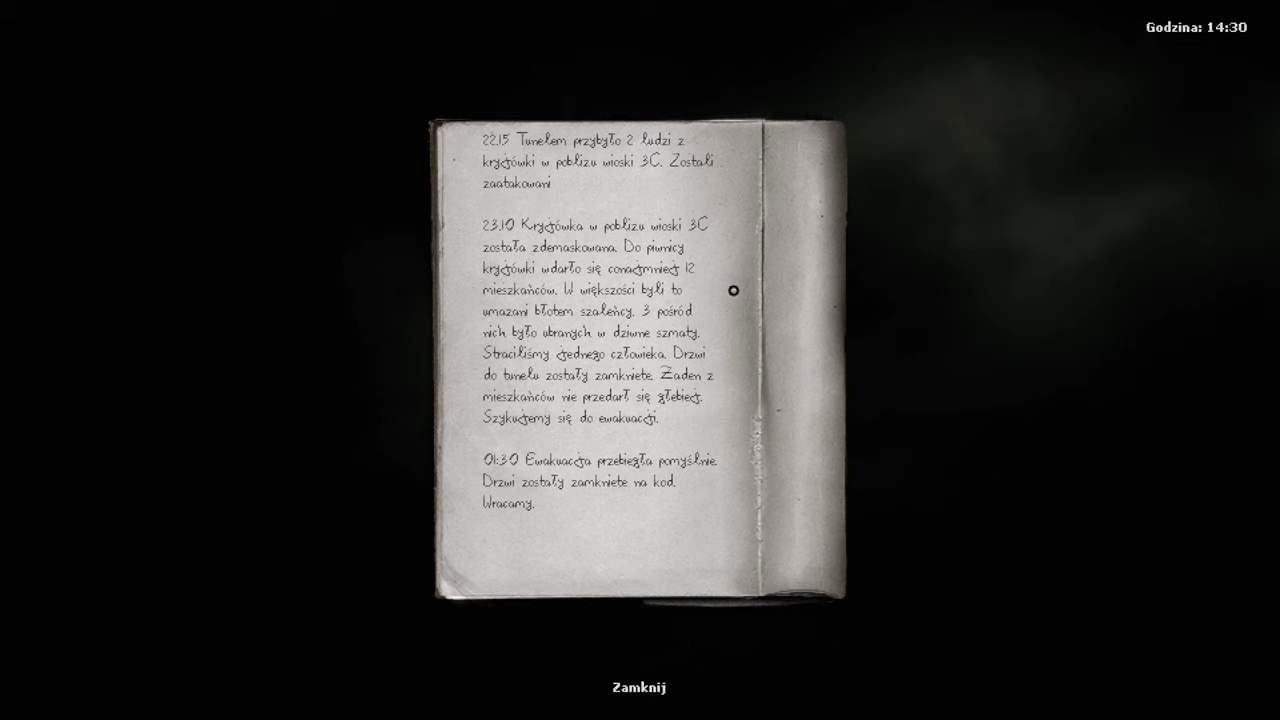 Godzina: 14:30
22.15 Tunelem przybyło 2 ludzi z
kryjówki w pobliżu wioski 3C. Zostali
zaatakowani
23.10 Kryjówka w pobliżu wioski 3C
została zdemaskowana. Do piwnicy
kryjówki wdarło się conajmniej 12
mieszkańców. W większości byli to
umazani błotem szaleńcy. 3 pośród
nich było ubranych w dziwne szmaty.
Straciliśmy jednego człowieka. Drzwi
do tunelu zostały zamkniete. Żaden z
mieszkańców nie przedarł się głębiej.
Szykujemy się do ewakuacji.
01:30 Ewakuacja przebiegła pomyślnie.
Drzwi zostały zamkniete na kod.
Wracamy.
Zamknij